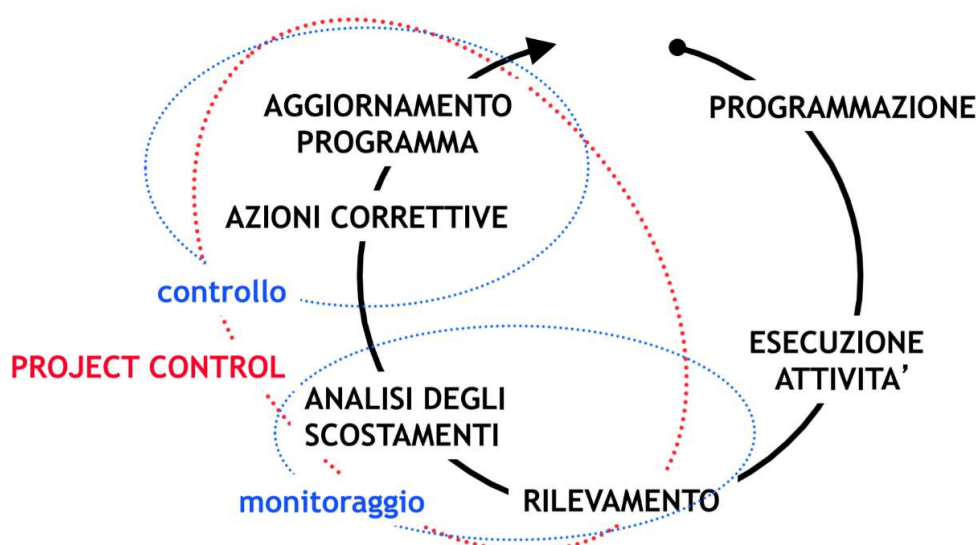 AGGIORNAMENTO
PROGRAMMA
PROGRAMMAZIONE
AZIONI CORRETTIVE
controllo
PROJECT CONTROL
ESECUZIONE
ATTIVITA’
ANALISI DEGLI
SCOSTAMENTI
monitoraggio
RILEVAMENTO